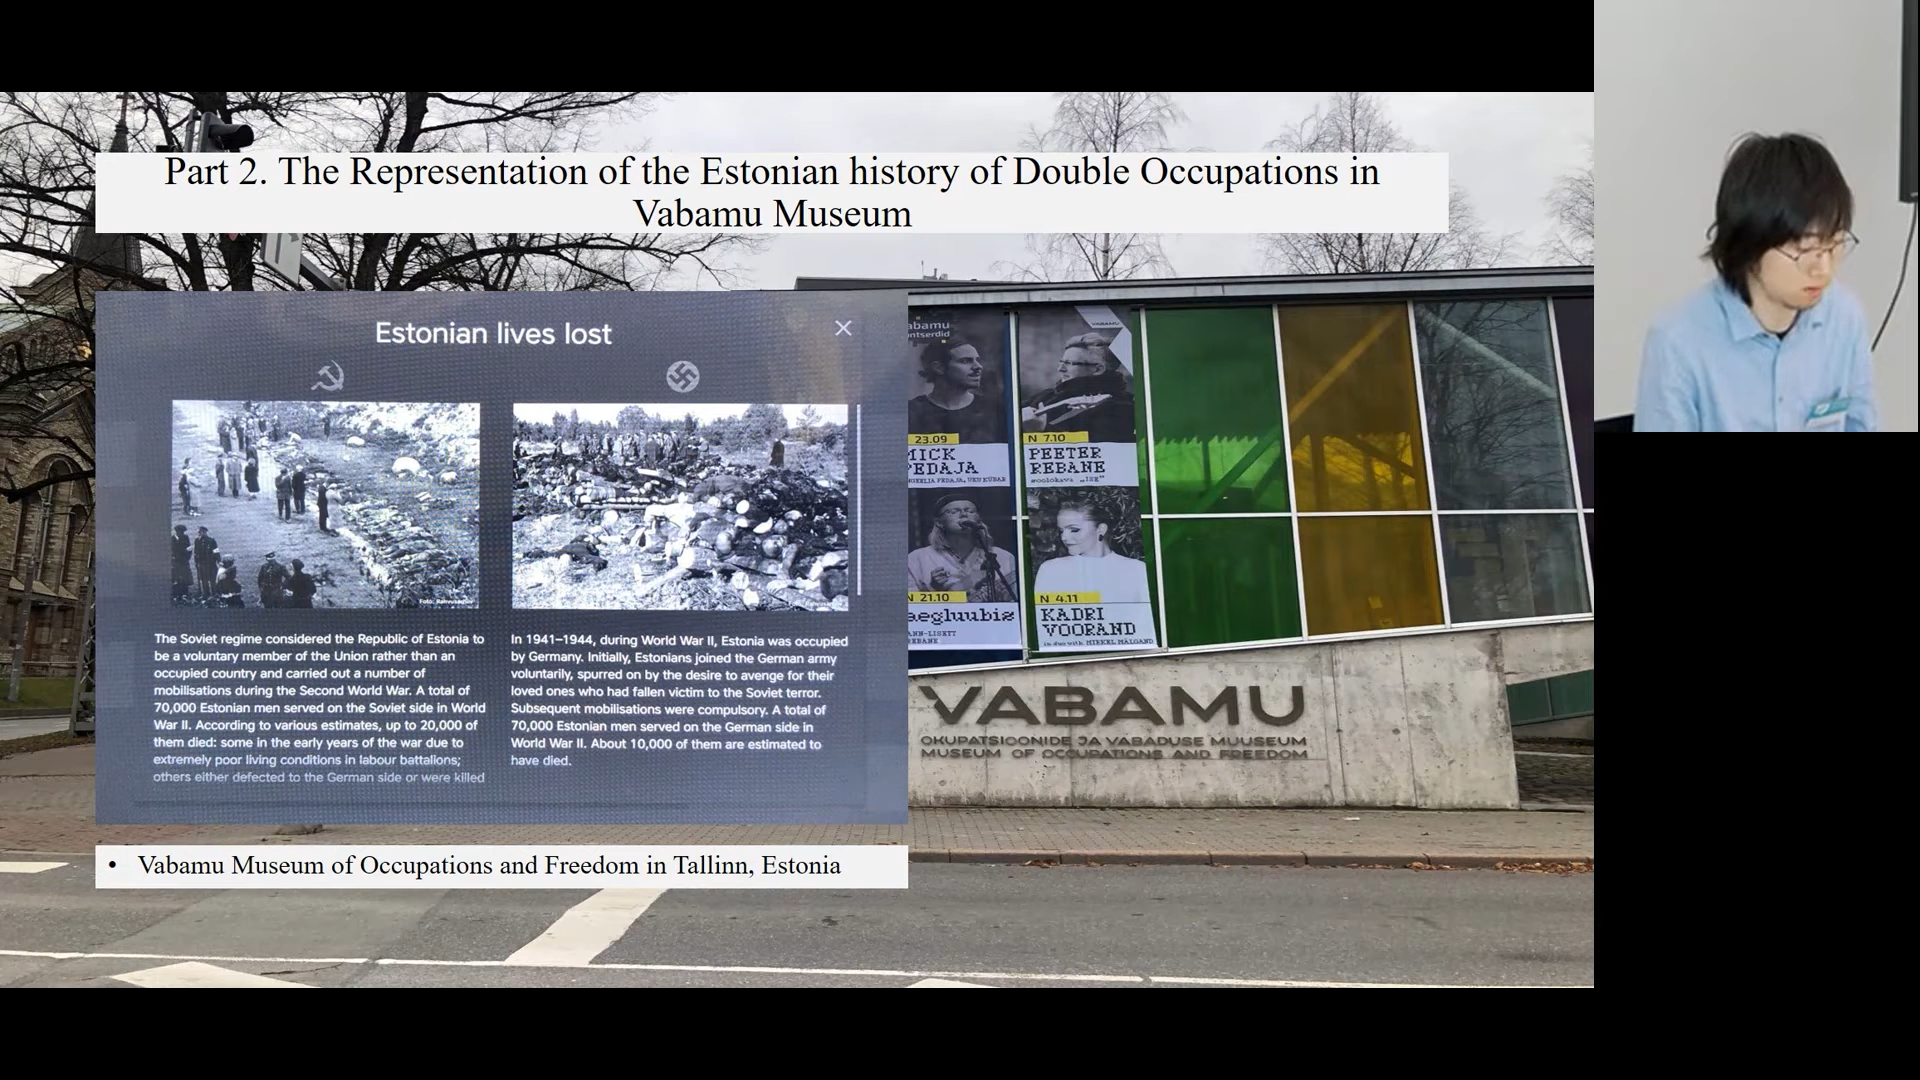 Part 2. The Representation of the Estonian history of Double Occupations in
Vabamu Museum
Estonian lives lost
The Soviet regime considered the Republic of Estonia to
be a voluntary member of the Union rather than an
occupied country and carried out a number of
mobilisations during the Second World War. A total of
70,000 Estonian men served on the Soviet side in World
War II. According to various estimates, up to 20,000 of
them died: some in the early years of the war due to
extremely poor living conditions in labour battalions;
others either defected to the German side or were killed
In 1941–1944, during World War II, Estonia was occupied
by Germany. Initially, Estonians joined the German army
voluntarily, spurred on by the desire to avenge for their
loved ones who had fallen victim to the Soviet terror.
Subsequent mobilisations were compulsory. A total of
70,000 Estonian men served on the German side in
World War II. About 10,000 of them are estimated to
have died.
• Vabamu Museum of Occupations and Freedom in Tallinn, Estonia
abamu
ntserdid
VABAMU
23.09
MICK
PEDAJA
N 7.10
PEETER
REBANE
N 21.10
aegluubis
ANN-LISETT
REBANE
N 4.11
KADRI
VOORAND
VABAMU
OKUPATSIOONIDE JA VABADUSE MUUSEUM
MUSEUM OF OCCUPATIONS AND FREEDOM